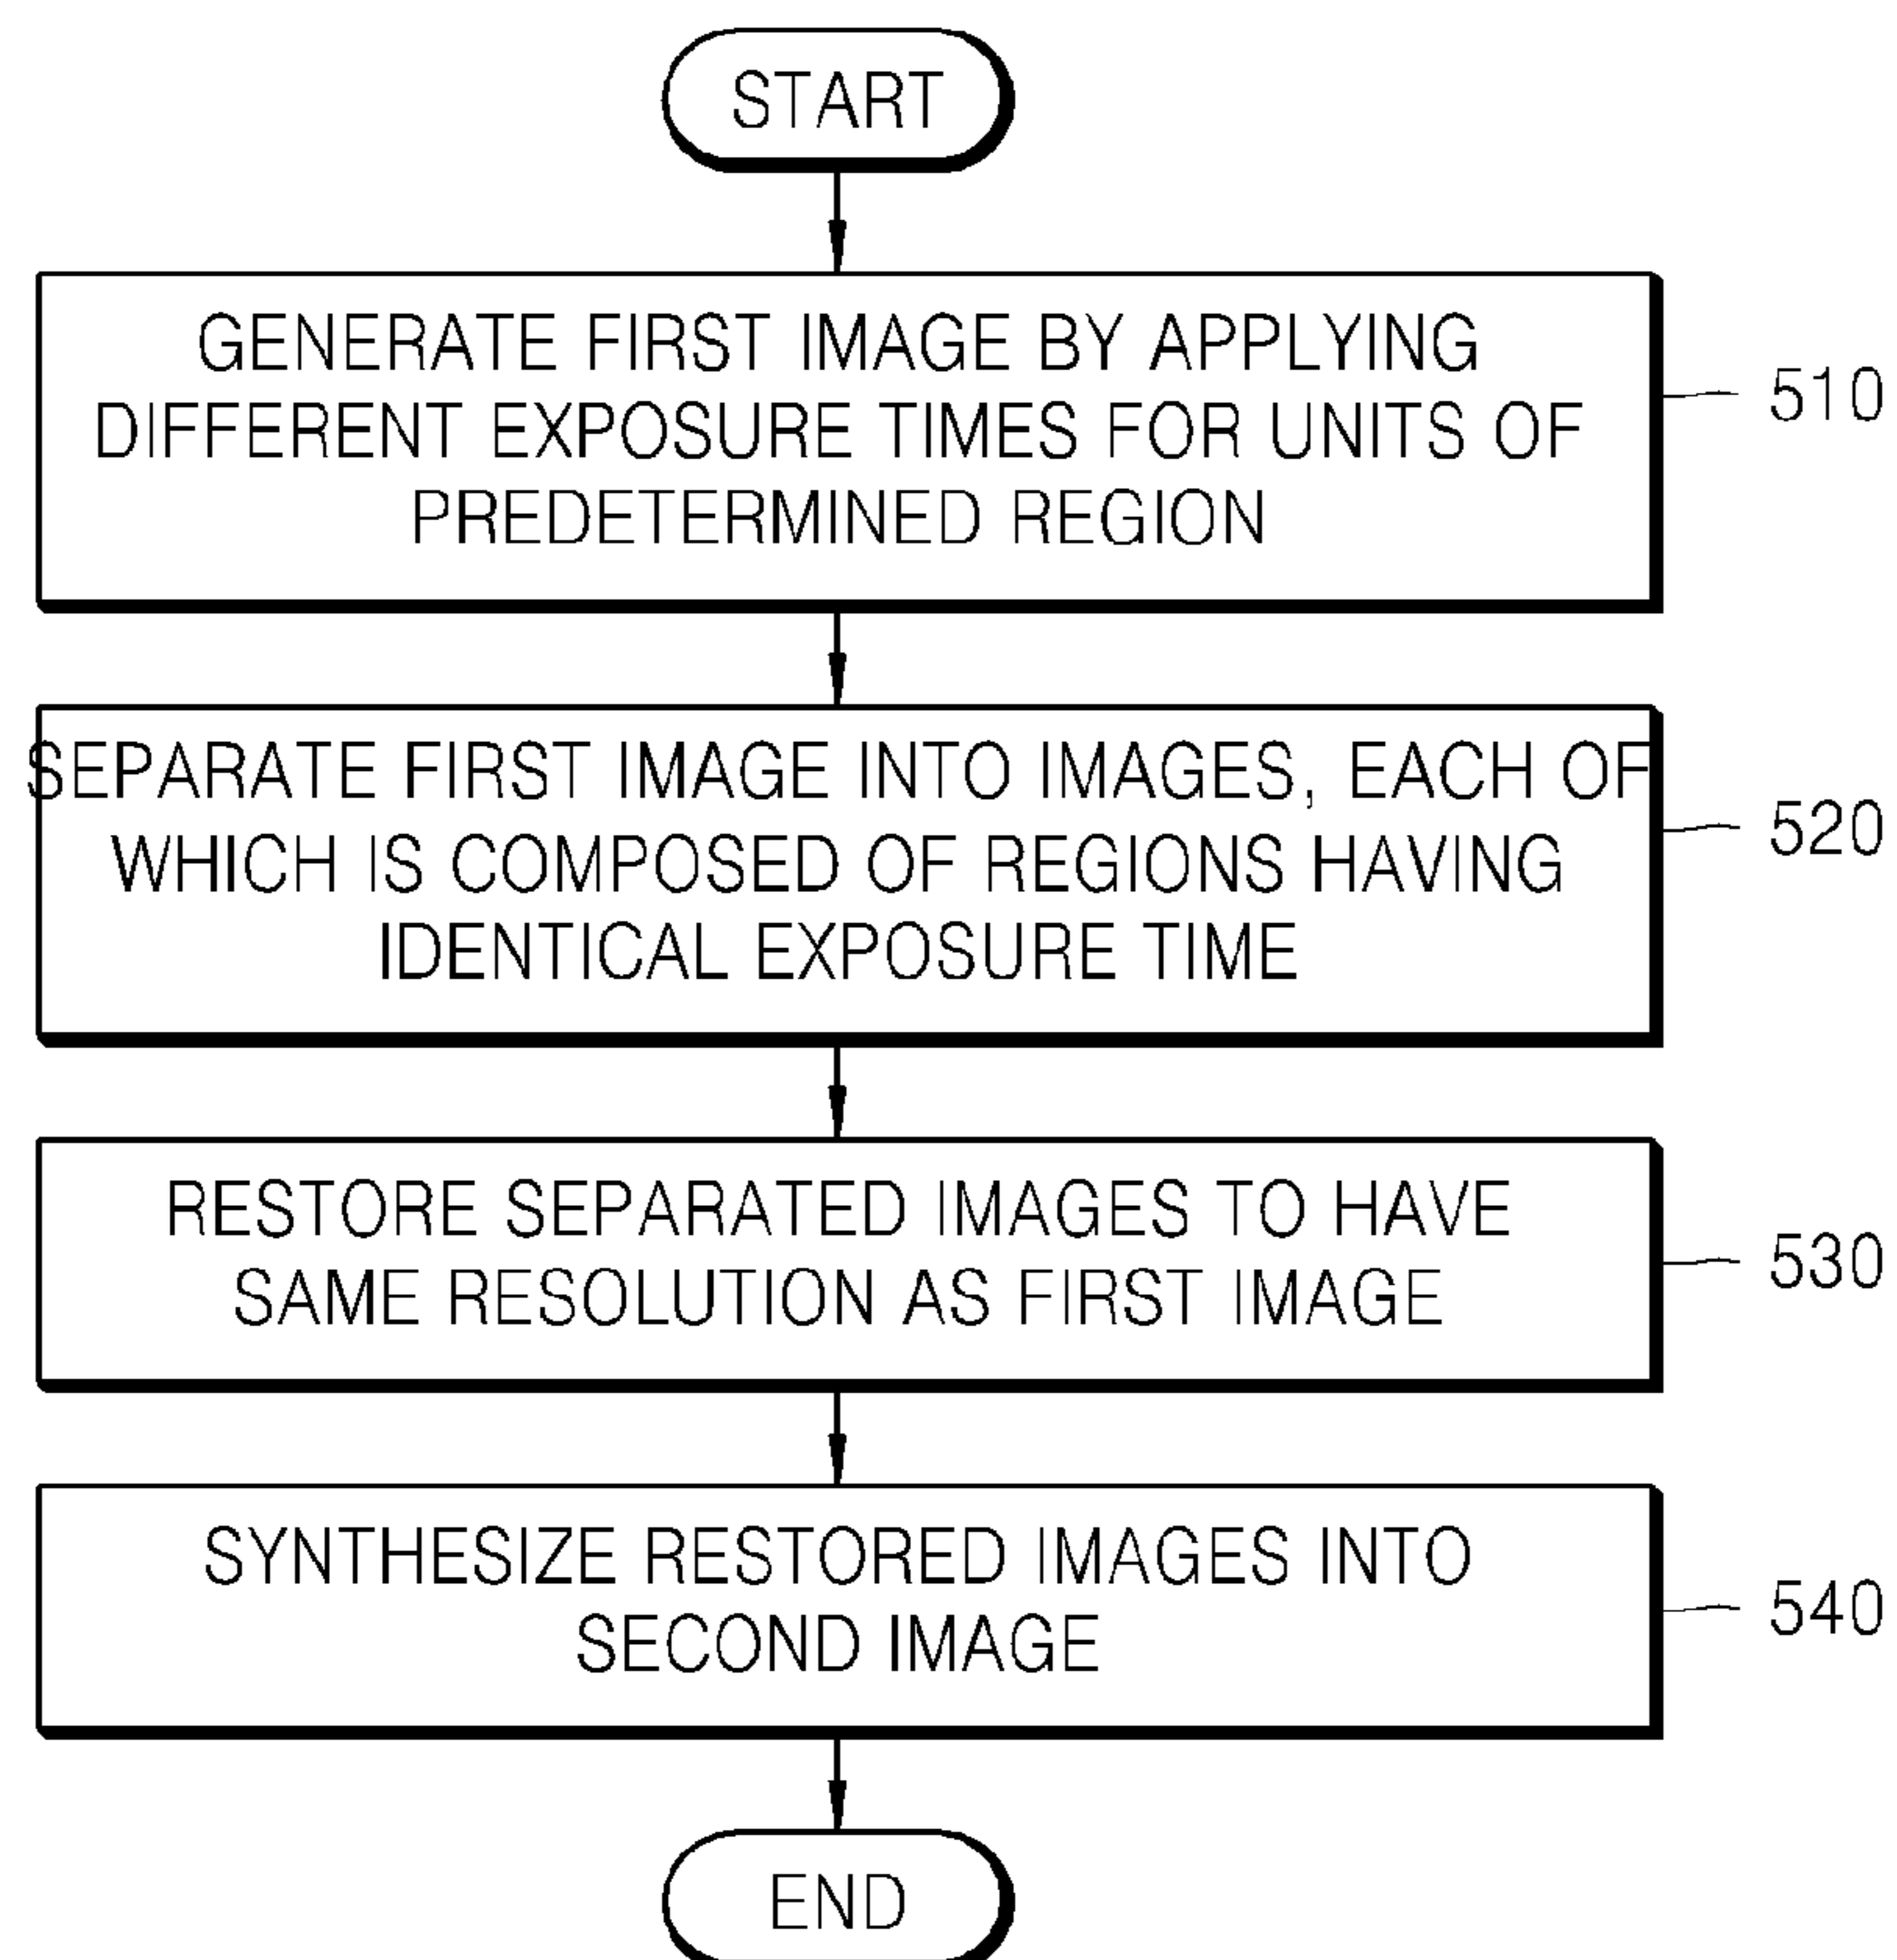 START
GENERATE FIRST IMAGE BY APPLYING
DIFFERENT EXPOSURE TIMES FOR UNITS OF
PREDETERMINED REGION
510
SEPARATE FIRST IMAGE INTO IMAGES, EACH OF
WHICH IS COMPOSED OF REGIONS HAVING
IDENTICAL EXPOSURE TIME
520
RESTORE SEPARATED IMAGES TO HAVE
SAME RESOLUTION AS FIRST IMAGE
530
SYNTHESIZE RESTORED IMAGES INTO
SECOND IMAGE
540
END